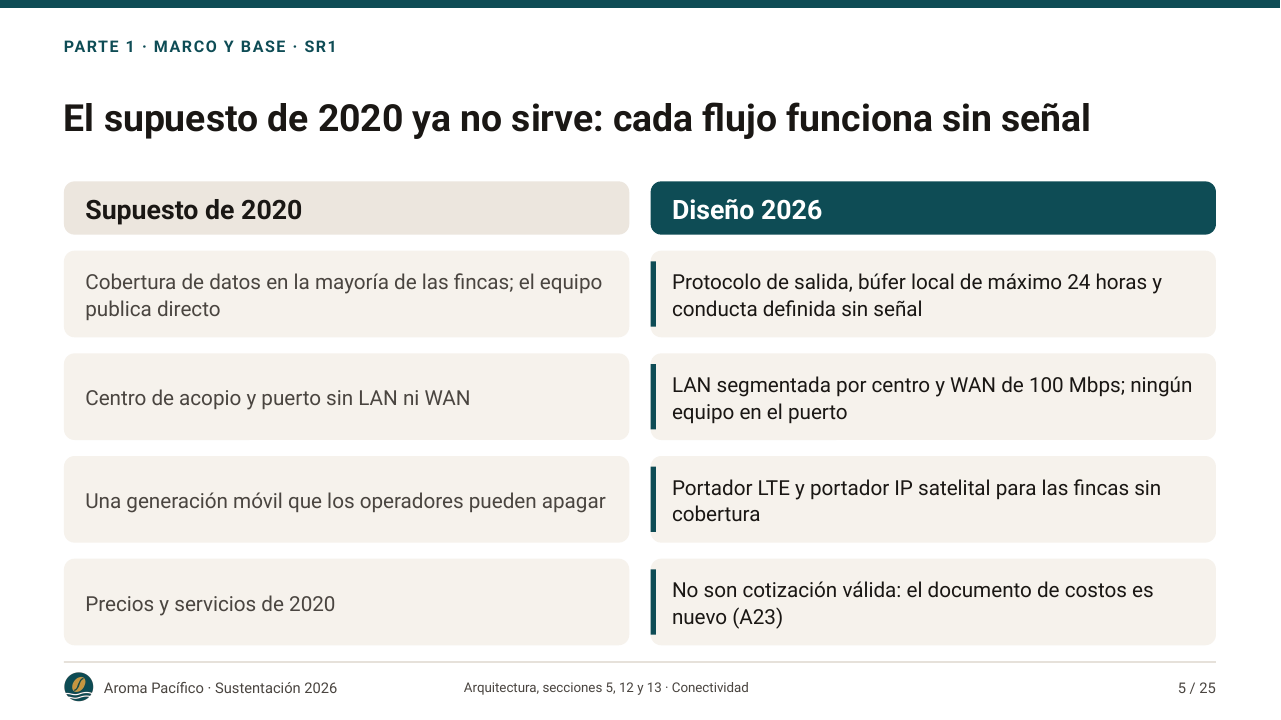 PARTE 1 · MARCO Y BASE · SR1
El supuesto de 2020 ya no sirve: cada flujo funciona sin señal
Supuesto de 2020
Diseño 2026
Cobertura de datos en la mayoría de las fincas; el equipo
publica directo
Protocolo de salida, búfer local de máximo 24 horas y
conducta definida sin señal
Centro de acopio y puerto sin LAN ni WAN
LAN segmentada por centro y WAN de 100 Mbps; ningún
equipo en el puerto
Una generación móvil que los operadores pueden apagar
Portador LTE y portador IP satelital para las fincas sin
cobertura
Precios y servicios de 2020
No son cotización válida: el documento de costos es
nuevo (A23)
Aroma Pacífico · Sustentación 2026
Arquitectura, secciones 5, 12 y 13 · Conectividad
5 / 25